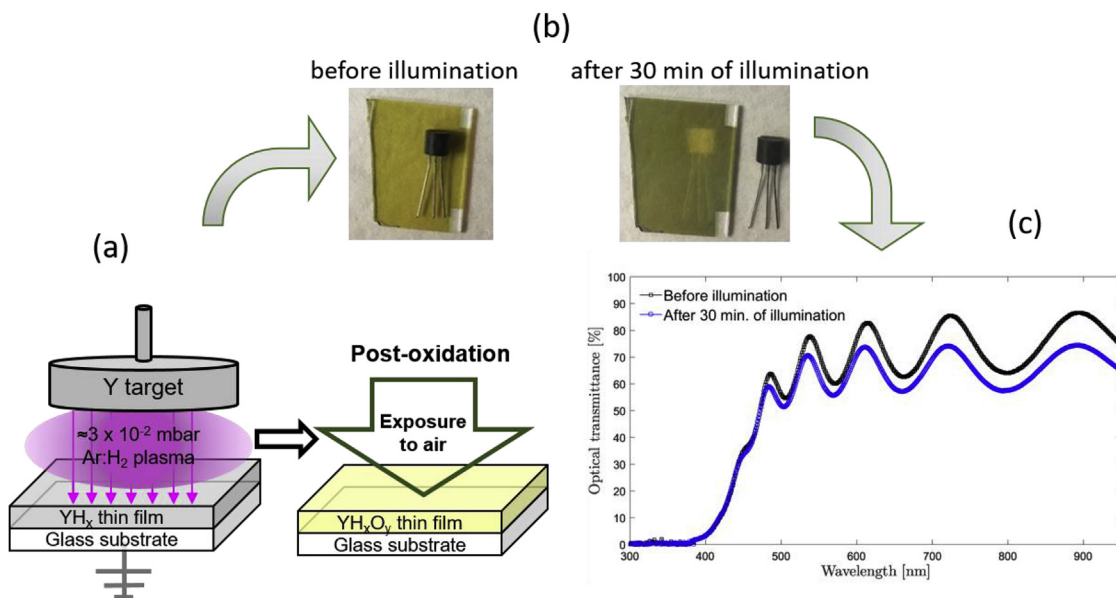 (b)
before illumination
after 30 min of illumination
(a)
Y target
≈3 x 10-2 mbar
Ar:H2 plasma
YHx thin film
Glass substrate
Post-oxidation
Exposure
to air
YHxOy thin film
Glass substrate
(c)
Before illumination
After 30 min. of illumination
Optical transmittance [%]
100
90
80
70
60
50
40
30
20
10
0
300
400
500
600
700
800
900
Wavelength [nm]